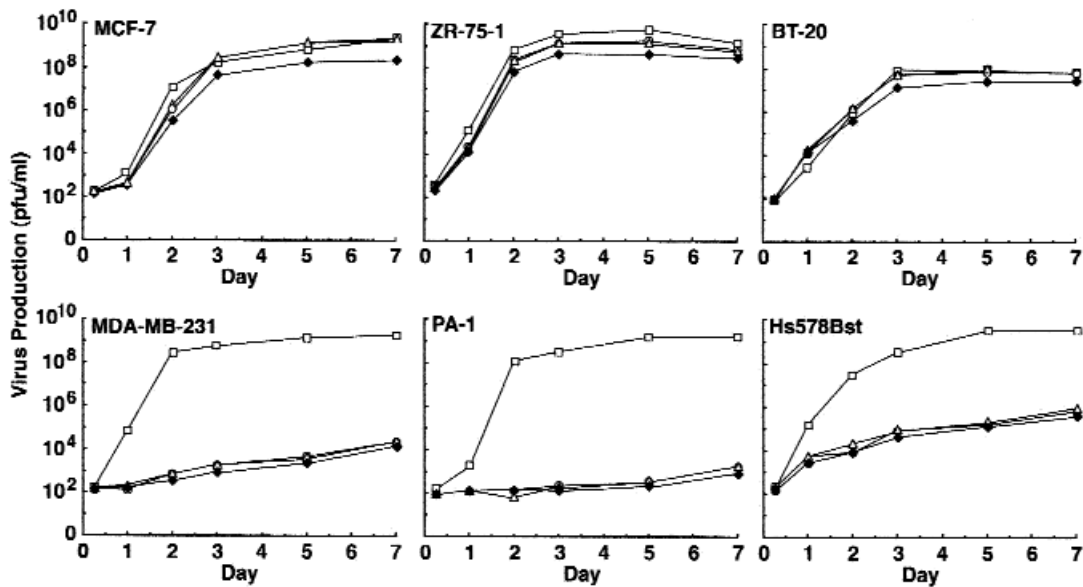 Virus Production (pfu/ml)
MCF-7
10^10
10^8
10^6
10^4
10^2
0
0 1 2 3 4 5 6 7
Day
ZR-75-1
0 1 2 3 4 5 6 7
Day
BT-20
0 1 2 3 4 5 6 7
Day
MDA-MB-231
10^10
10^8
10^6
10^4
10^2
0
0 1 2 3 4 5 6 7
Day
PA-1
0 1 2 3 4 5 6 7
Day
Hs578Bst
0 1 2 3 4 5 6 7
Day